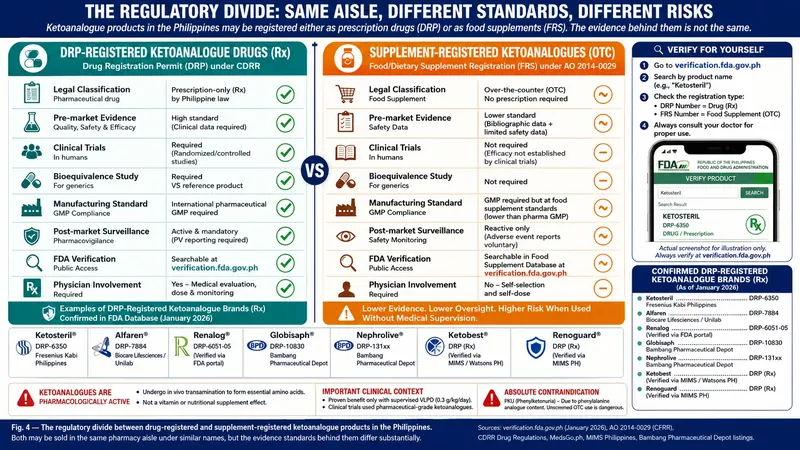 THE REGULATORY DIVIDE: SAME AISLE, DIFFERENT STANDARDS, DIFFERENT RISKS
Ketoanalogue products in the Philippines may be registered either as prescription drugs (DRP) or as food supplements (FRS). The evidence behind them is not the same.
DRP-REGISTERED KETOANALOGUE DRUGS (Rx)
Drug Registration Permit (DRP) under CDRR
Legal Classification
Pharmaceutical drug
Prescription-only (Rx)
by Philippine law
Pre-market Evidence
Quality, Safety & Efficacy
High standard
(Clinical data required)
Clinical Trials
In humans
Required
(Randomized/controlled
studies)
Bioequivalence Study
For generics
Required
VS reference product
Manufacturing Standard
GMP Compliance
International pharmaceutical
GMP required
Post-market Surveillance
Pharmacovigilance
Active & mandatory
(PV reporting required)
FDA Verification
Public Access
Searchable at
verification.fda.gov.ph
Rx
Physician Involvement
Required
Yes – Medical evaluation,
dose & monitoring
Examples of DRP-Registered Ketoanalogue Brands (Rx)
Confirmed in FDA Database (January 2026)
VS
SUPPLEMENT-REGISTERED KETOANALOGUES (OTC)
Food/Dietary Supplement Registration (FRS) under AO 2014-0029
Legal Classification
Food Supplement
Over-the-counter (OTC)
No prescription required
Pre-market Evidence
Safety Data
Lower standard
(Bibliographic data +
limited safety data)
Clinical Trials
In humans
Not required
(Efficacy not established
by clinical trials)
Bioequivalence Study
For generics
Not required
Manufacturing Standard
GMP Compliance
GMP required but at food
supplement standards
(lower than pharma GMP)
Post-market Surveillance
Safety Monitoring
Reactive only
(Adverse event reports
voluntary)
FDA Verification
Public Access
Searchable in Food
Supplement Database at
verification.fda.gov.ph
Physician Involvement
Required
No – Self-selection
and self-dose
Lower Evidence. Lower Oversight. Higher Risk When Used
Without Medical Supervision.
VERIFY FOR YOURSELF
1 Go to verification.fda.gov.ph
2 Search by product name
(e.g., "Ketosteril")
3 Check the registration type:
• DRP Number = Drug (Rx)
• FRS Number = Food Supplement (OTC)
4 Always consult your doctor for
proper use.
FDA
REPUBLIC OF THE PHILIPPINES
FOOD AND DRUG ADMINISTRATION
VERIFY PRODUCT
Ketosteril
SEARCH
Search Result
KETOSTERIL
DRP-6350
DRUG / Prescription
Rx
Actual screenshot for illustration only.
Always verify at verification.fda.gov.ph
CONFIRMED DRP-REGISTERED
KETOANALOGUE BRANDS (Rx)
(As of January 2026)
• Ketosteril ... DRP-6350
Fresenius Kabi Philippines
• Alfaren ... DRP-7884
Biocare Lifesciences / Unilab
• Renalog ... DRP-6051-05
(Verified via FDA portal)
• Globisaph ... DRP-10830
Bambang Pharmaceutical Depot
• Nephrolive ... DRP-131xx
Bambang Pharmaceutical Depot
• Ketobest ... DRP (Rx)
(Verified via MIMS / Watsons PH)
• Renoguard ... DRP (Rx)
(Verified via MIMS PH)
Ketosteril®
DRP-6350
Fresenius Kabi
Philippines
Alfaren®
DRP-7884
Biocare Lifesciences /
Unilab
R
Renalog®
DRP-6051-05
(Verified via
FDA portal)
Globisaph®
BPD
DRP-10830
Bambang
Pharmaceutical Depot
Nephrolive®
BPD
DRP-131xx
Bambang
Pharmaceutical Depot
Ketobest®
DRP (Rx)
(Verified via
MIMS / Watsons PH)
Renoguard®
DRP (Rx)
(Verified via
MIMS PH)
KETOANALOGUES ARE
PHARMACOLOGICALLY ACTIVE
• Undergo in vivo transamination to form essential amino acids.
• Not a vitamin or nutritional supplement effect.
IMPORTANT CLINICAL CONTEXT
• Proven benefit only with supervised VLPD (0.3 g/kg/day).
• Clinical trials used pharmaceutical-grade ketoanalogues.
ABSOLUTE CONTRAINDICATION
PKU (Phenylketonuria) – Due to phenylalanine
analogue content. Unscreened OTC use is dangerous.
Fig. 4 — The regulatory divide between drug-registered and supplement-registered ketoanalogue products in the Philippines.
Both may be sold in the same pharmacy aisle under similar names, but the evidence standards behind them differ substantially.
Sources: verification.fda.gov.ph (January 2026), AO 2014-0029 (CFRR),
CDRR Drug Regulations, MedsGo.ph, MIMS Philippines, Bambang Pharmaceutical Depot listings.